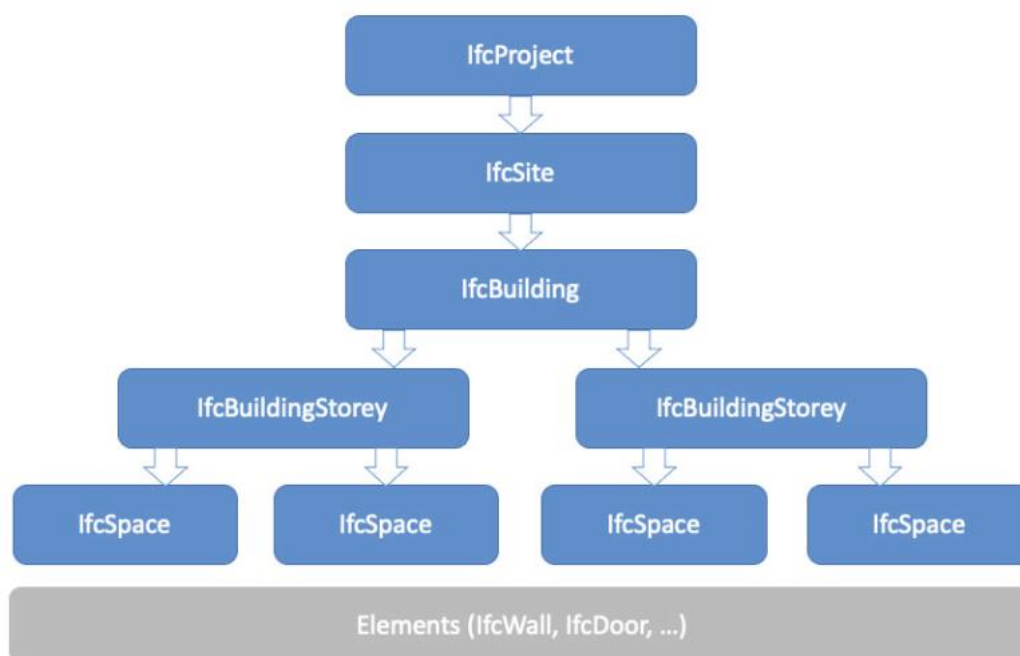 IfcProject
IfcSite
IfcBuilding
IfcBuildingStorey
IfcBuildingStorey
IfcSpace
IfcSpace
IfcSpace
IfcSpace
Elements (IfcWall, IfcDoor, ...)